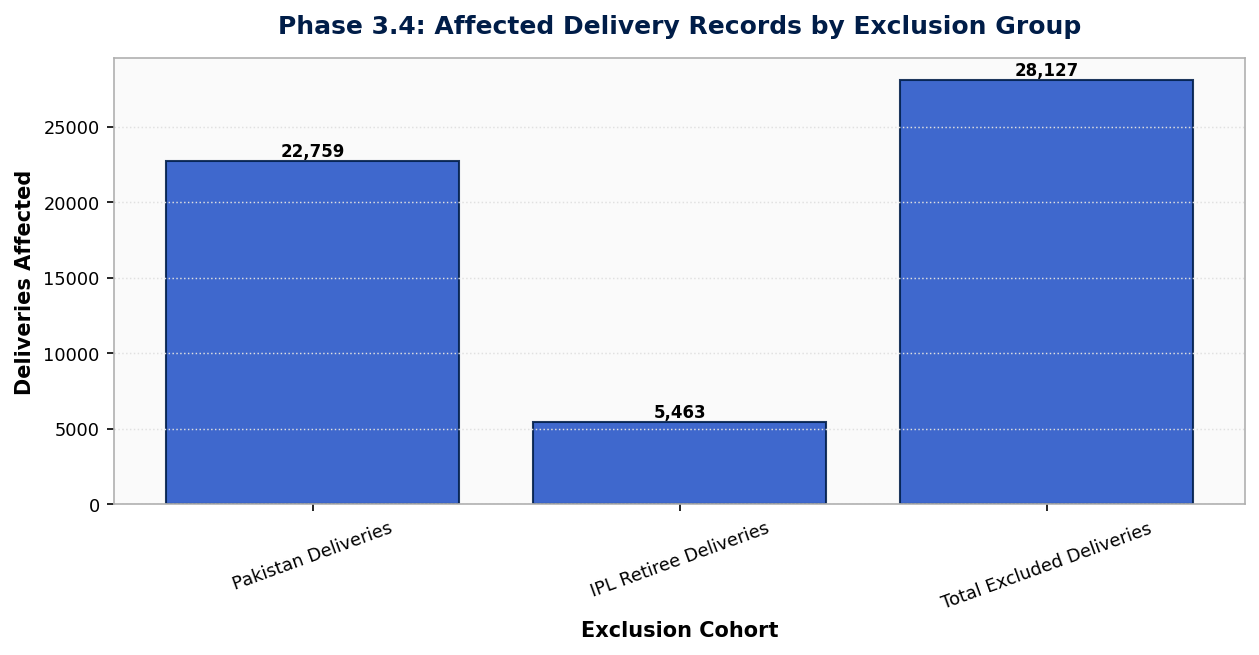 Phase 3.4: Affected Delivery Records by Exclusion Group
Deliveries Affected
25000
20000
15000
10000
5000
0
22,759
5,463
28,127
Pakistan Deliveries
IPL Retiree Deliveries
Total Excluded Deliveries
Exclusion Cohort